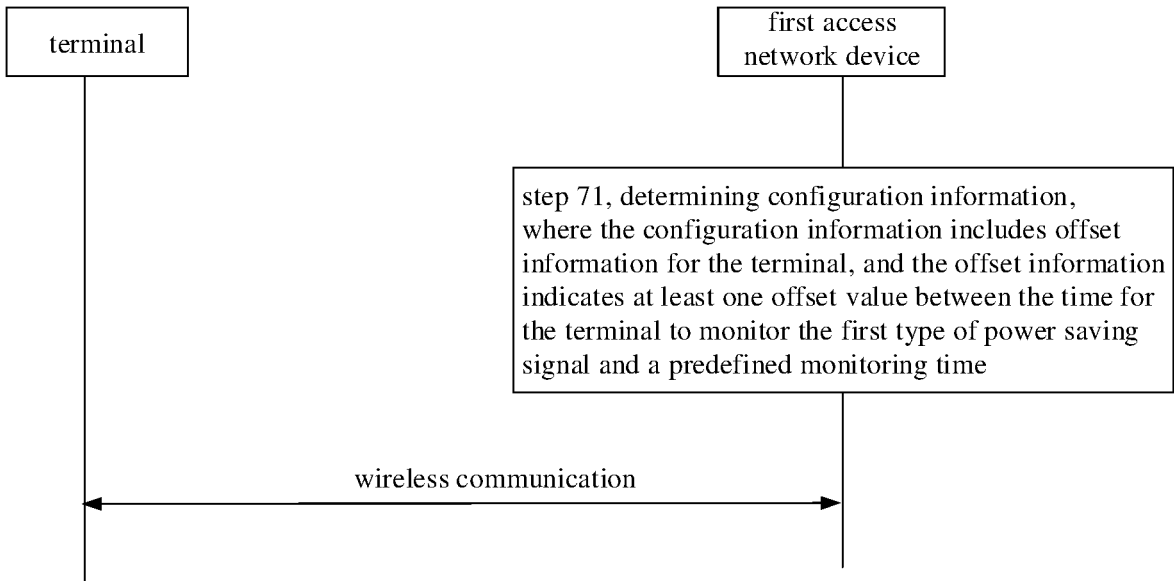 terminal
first access
network device
step 71, determining configuration information,
where the configuration information includes offset
information for the terminal, and the offset information
indicates at least one offset value between the time for
the terminal to monitor the first type of power saving
signal and a predefined monitoring time
wireless communication